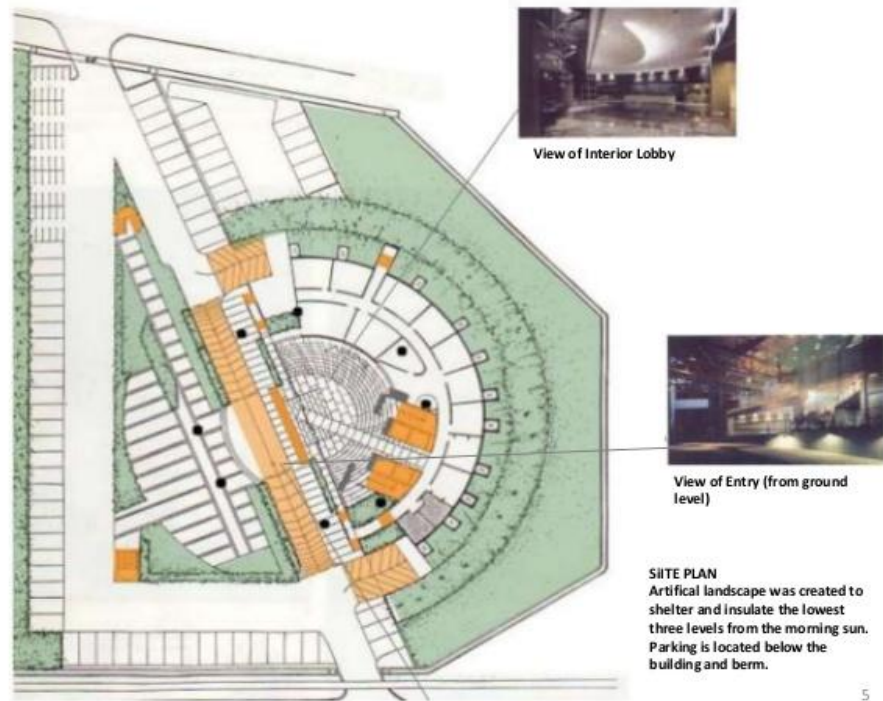 View of Interior Lobby
View of Entry (from ground
level)
SiITE PLAN
Artifical landscape was created to
shelter and insulate the lowest
three levels from the morning sun.
Parking is located below the
building and berm.
5